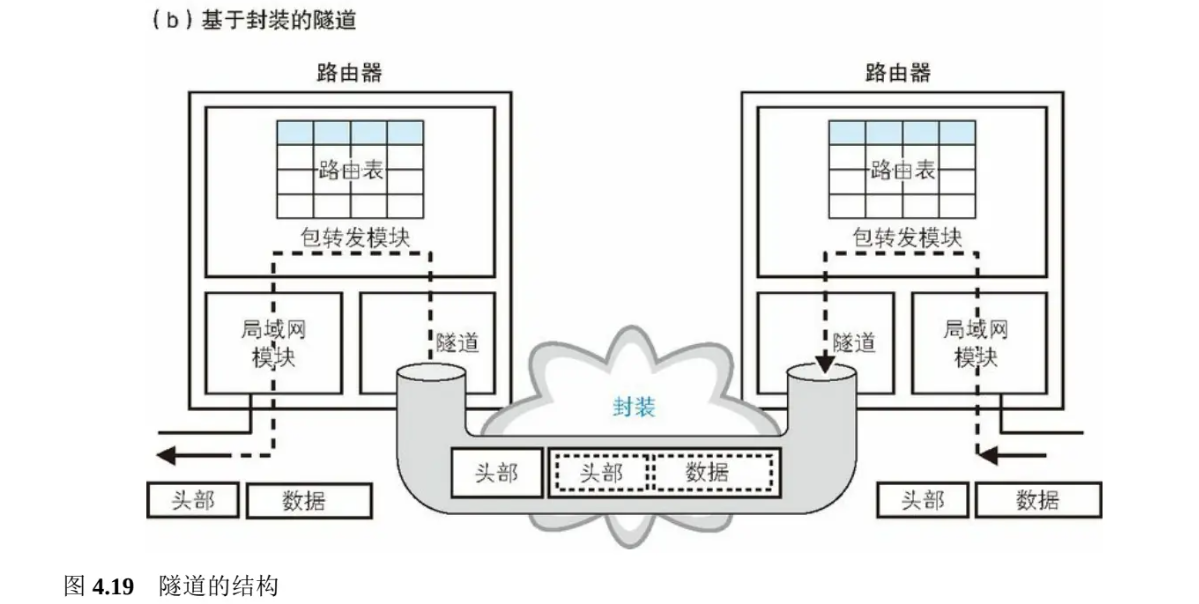 （b）基于封装的隧道
路由器
路由器
路由表
路由表
包转发模块
包转发模块
局域网
模块
隧道
隧道
局域网
模块
封装
头部
头部
数据
头部
数据
头部
数据
图 4.19 隧道的结构